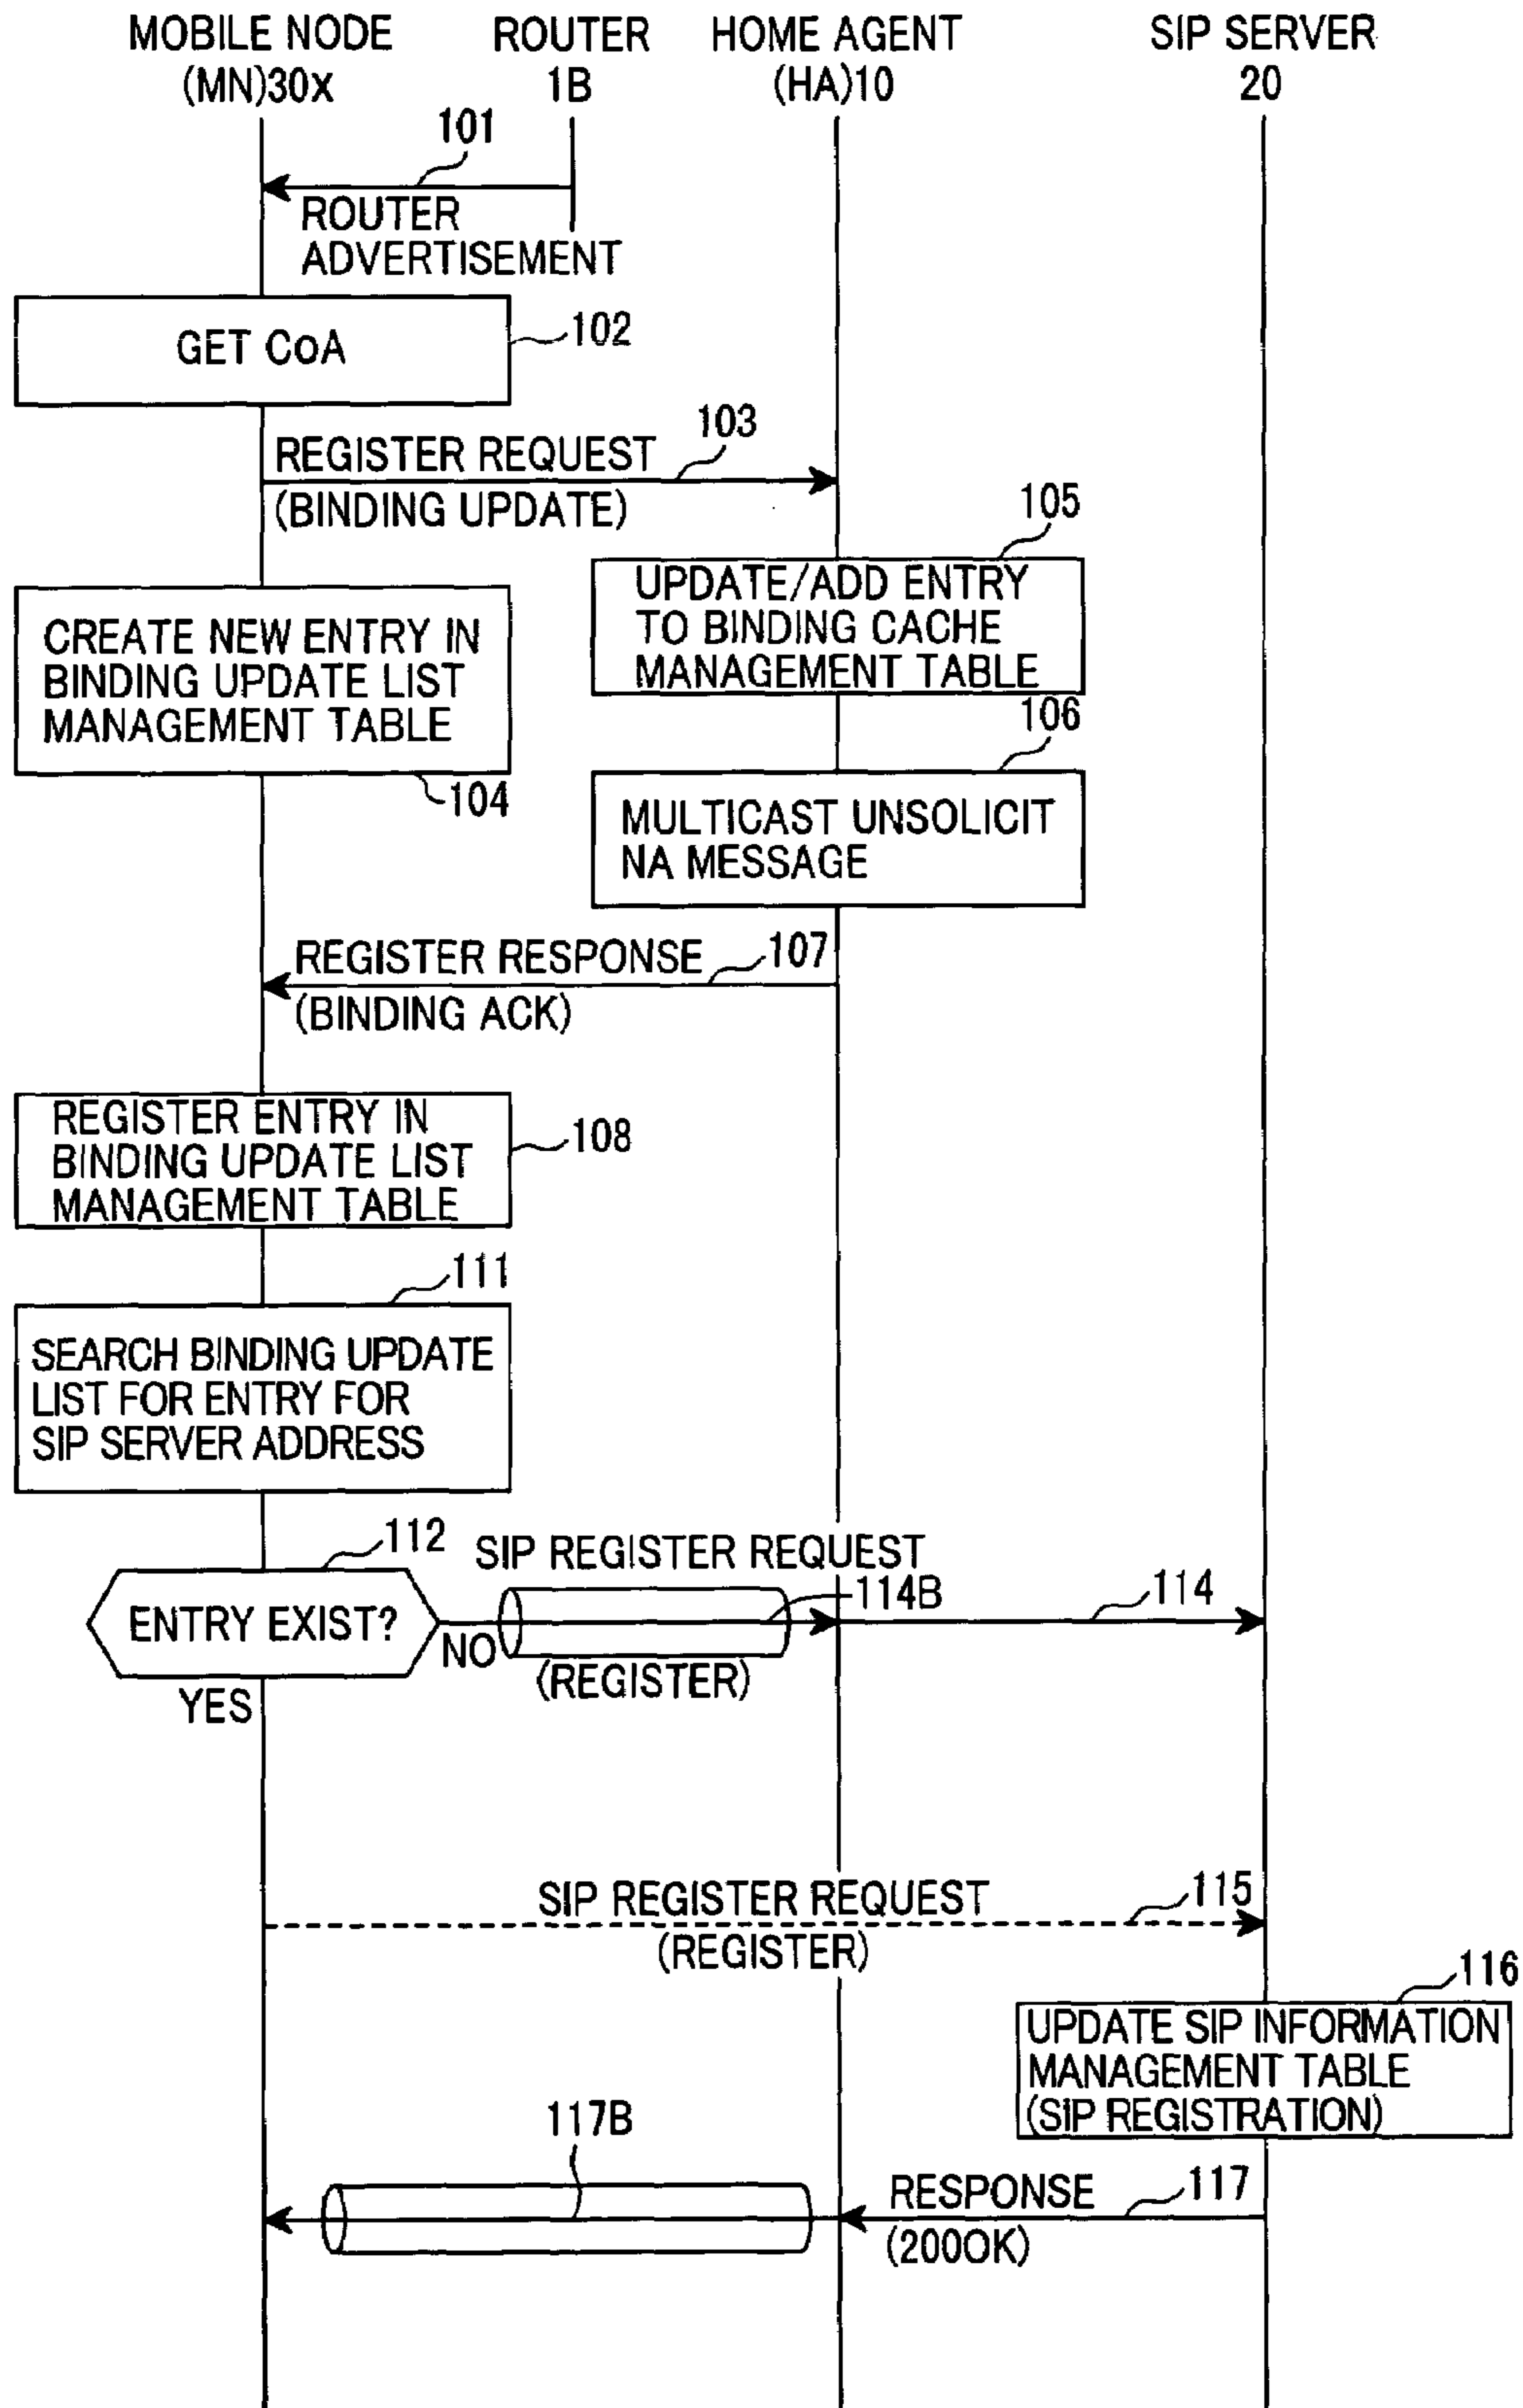 MOBILE NODE
(MN)30x
ROUTER
1B
HOME AGENT
(HA)10
SIP SERVER
20
101
ROUTER
ADVERTISEMENT
GET CoA
102
REGISTER REQUEST
103
(BINDING UPDATE)
105
UPDATE/ADD ENTRY
TO BINDING CACHE
MANAGEMENT TABLE
CREATE NEW ENTRY IN
BINDING UPDATE LIST
MANAGEMENT TABLE
104
106
MULTICAST UNSOLICIT
NA MESSAGE
REGISTER RESPONSE
107
(BINDING ACK)
REGISTER ENTRY IN
BINDING UPDATE LIST
MANAGEMENT TABLE
108
111
SEARCH BINDING UPDATE
LIST FOR ENTRY FOR
SIP SERVER ADDRESS
112
SIP REGISTER REQUEST
114B
114
ENTRY EXIST?
NO
(REGISTER)
YES
SIP REGISTER REQUEST
115
(REGISTER)
116
UPDATE SIP INFORMATION
MANAGEMENT TABLE
(SIP REGISTRATION)
117B
RESPONSE
117
(200OK)